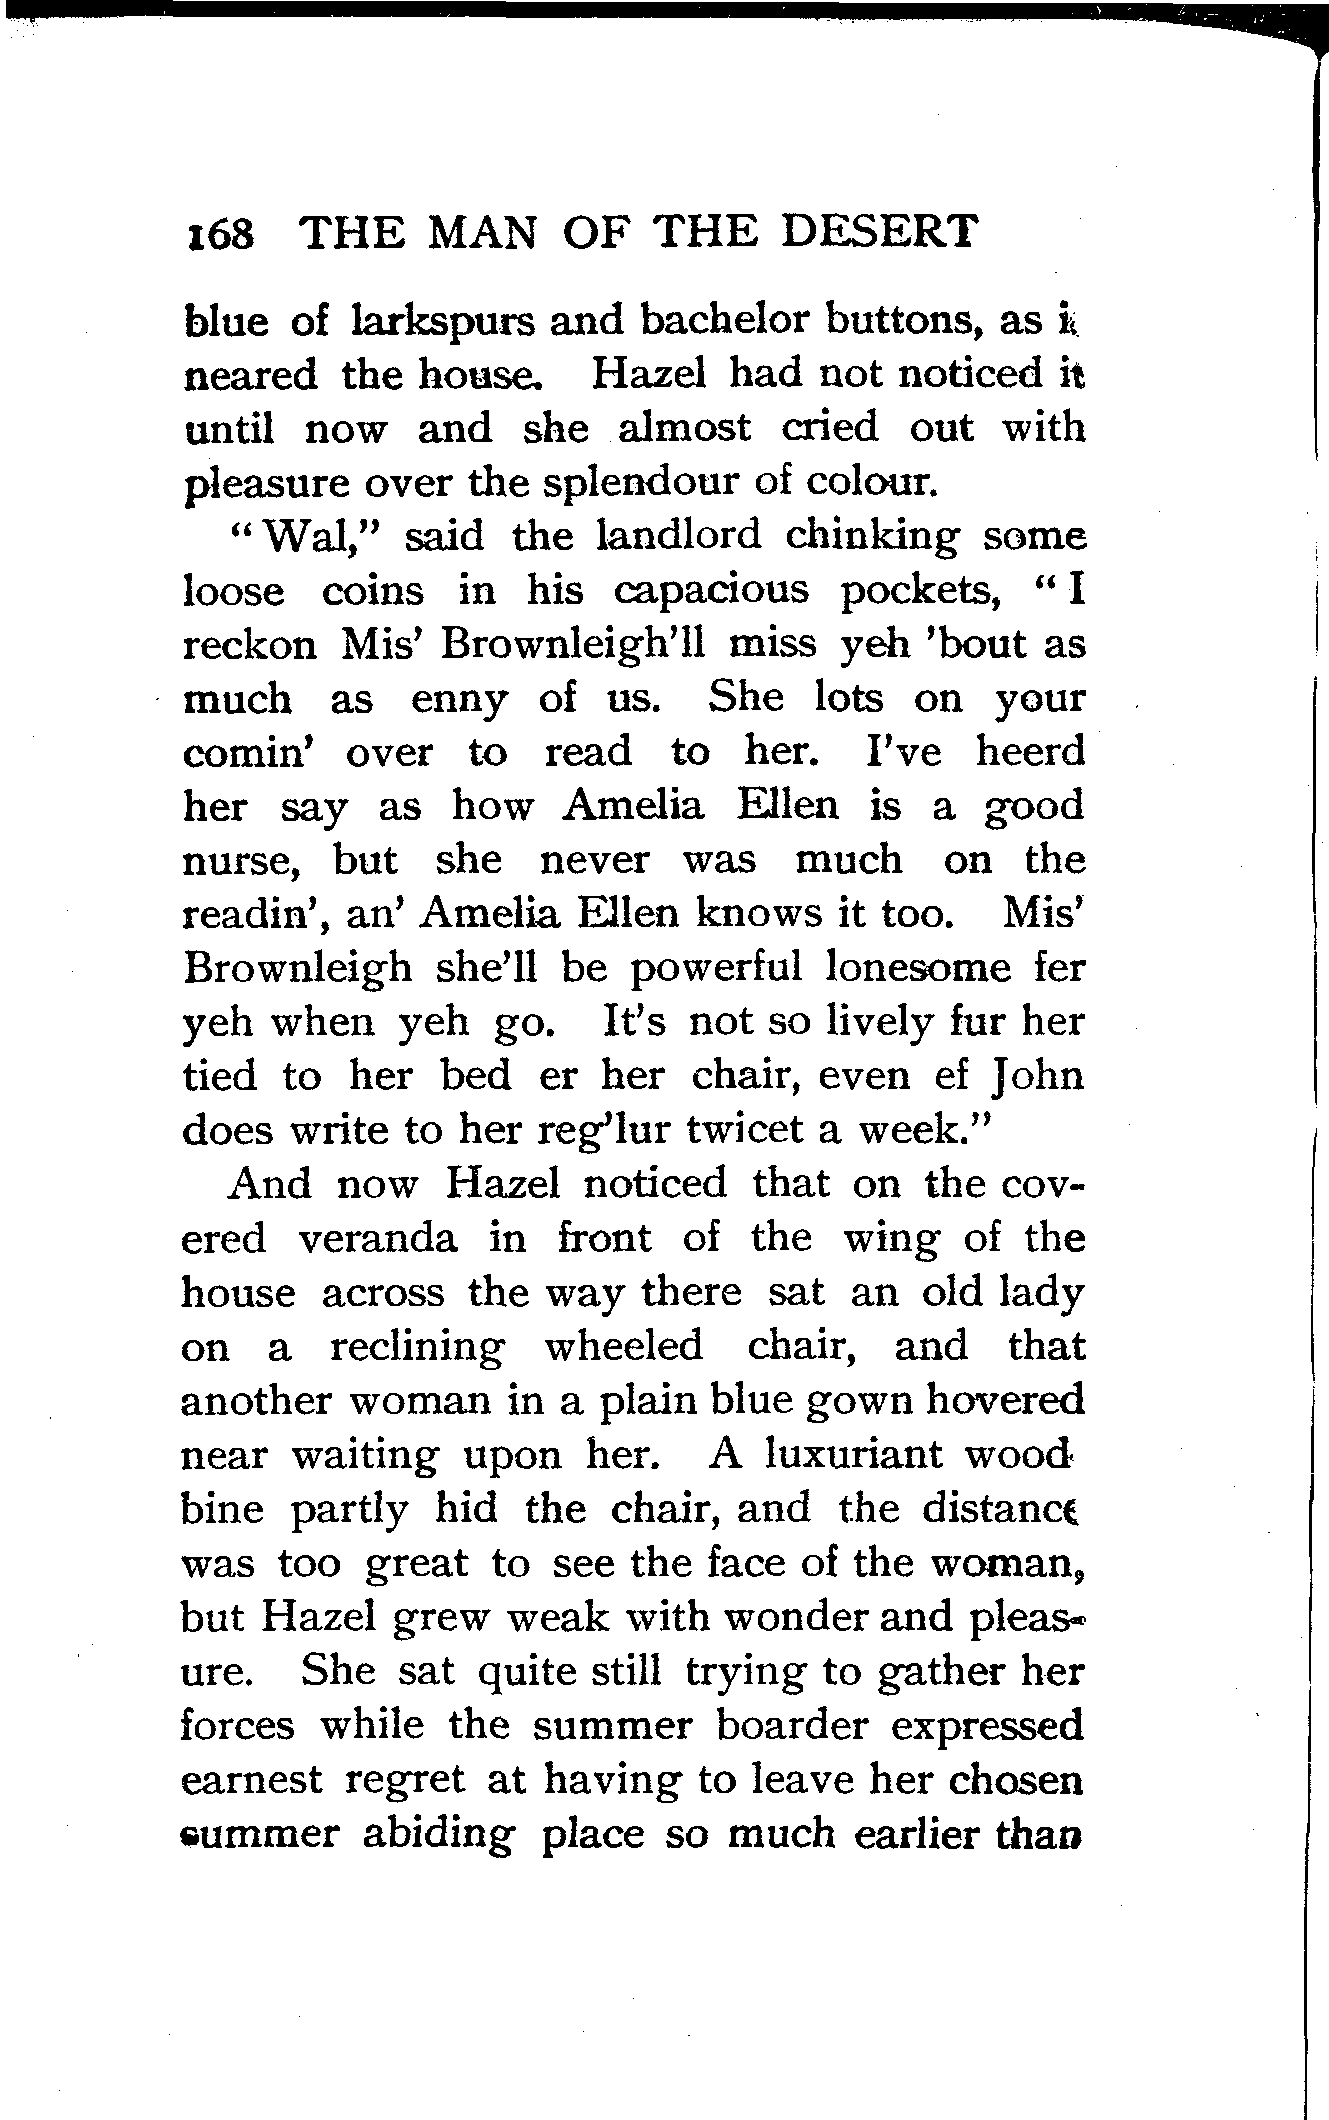 168 THE MAN OF THE DESERT
blue of larkspurs and bachelor buttons, as it
neared the house. Hazel had not noticed it
until now and she almost cried out with
pleasure over the splendour of colour.
“Wal,” said the landlord chinking some
loose coins in his capacious pockets, “I
reckon Mis’ Brownleigh’ll miss yeh ’bout as
much as enny of us. She lots on your
comin’ over to read to her. I’ve heerd
her say as how Amelia Ellen is a good
nurse, but she never was much on the
readin’, an’ Amelia Ellen knows it too. Mis’
Brownleigh she’ll be powerful lonesome fer
yeh when yeh go. It’s not so lively fur her
tied to her bed er her chair, even ef John
does write to her reg’lur twicet a week.”
And now Hazel noticed that on the cov-
ered veranda in front of the wing of the
house across the way there sat an old lady
on a reclining wheeled chair, and that
another woman in a plain blue gown hovered
near waiting upon her. A luxuriant wood-
bine partly hid the chair, and the distance
was too great to see the face of the woman,
but Hazel grew weak with wonder and pleas-
ure. She sat quite still trying to gather her
forces while the summer boarder expressed
earnest regret at having to leave her chosen
summer abiding place so much earlier than